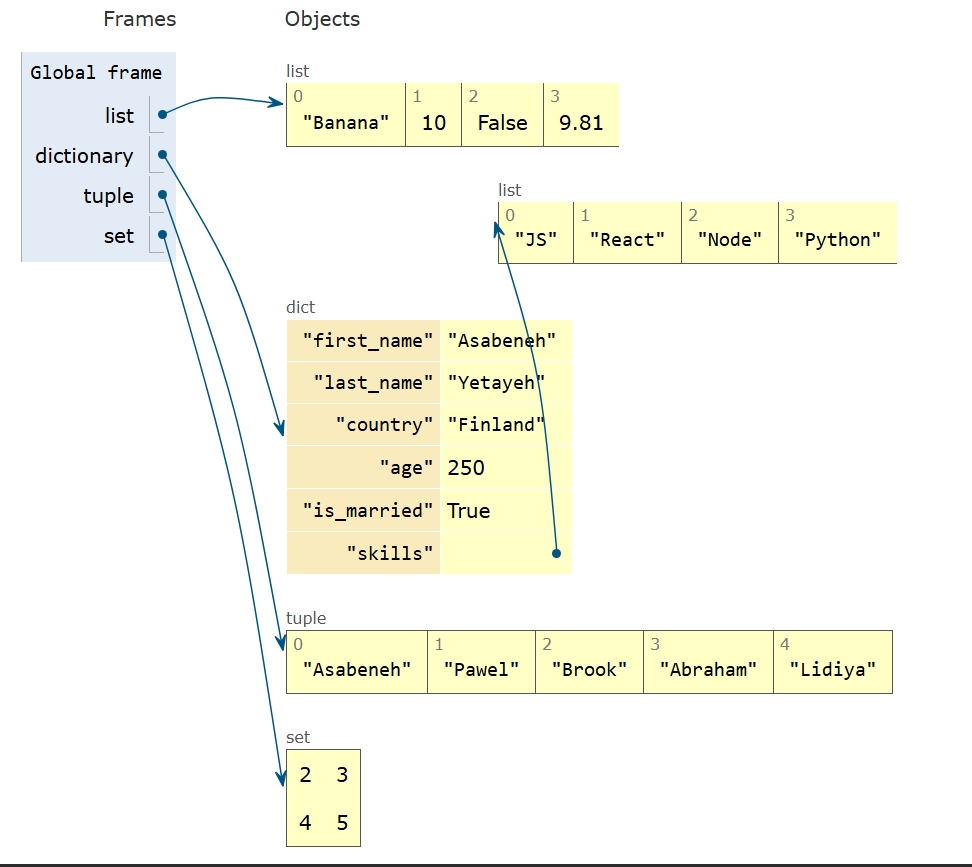 Frames Objects
Global frame
list
dictionary
tuple
set
list
0 1 2 3
"Banana" 10 False 9.81
list
0 1 2 3
"JS" "React" "Node" "Python"
dict
"first_name" "Asabeneh"
"last_name" "Yetayeh"
"country" "Finland"
"age" 250
"is_married" True
"skills"
tuple
0 1 2 3 4
"Asabeneh" "Pawel" "Brook" "Abraham" "Lidiya"
set
2 3
4 5